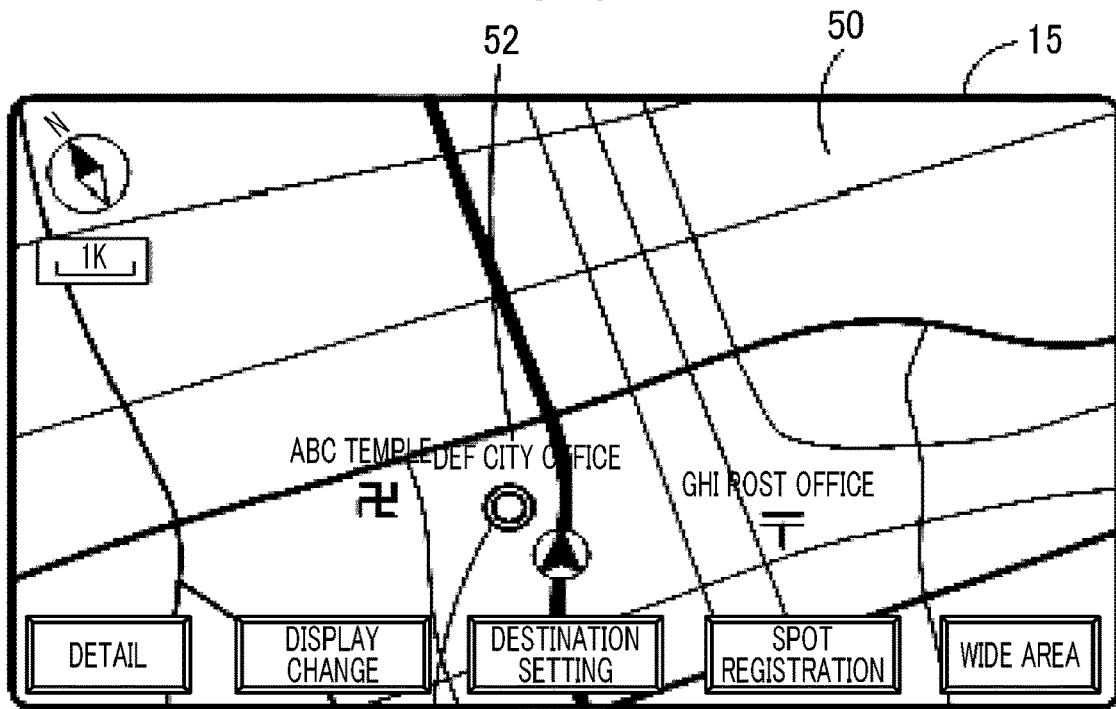 52
50
15
N
1K
ABC TEMPLE
DEF CITY OFFICE
GHI POST OFFICE
卍
〒
DETAIL
DISPLAY
CHANGE
DESTINATION
SETTING
SPOT
REGISTRATION
WIDE AREA